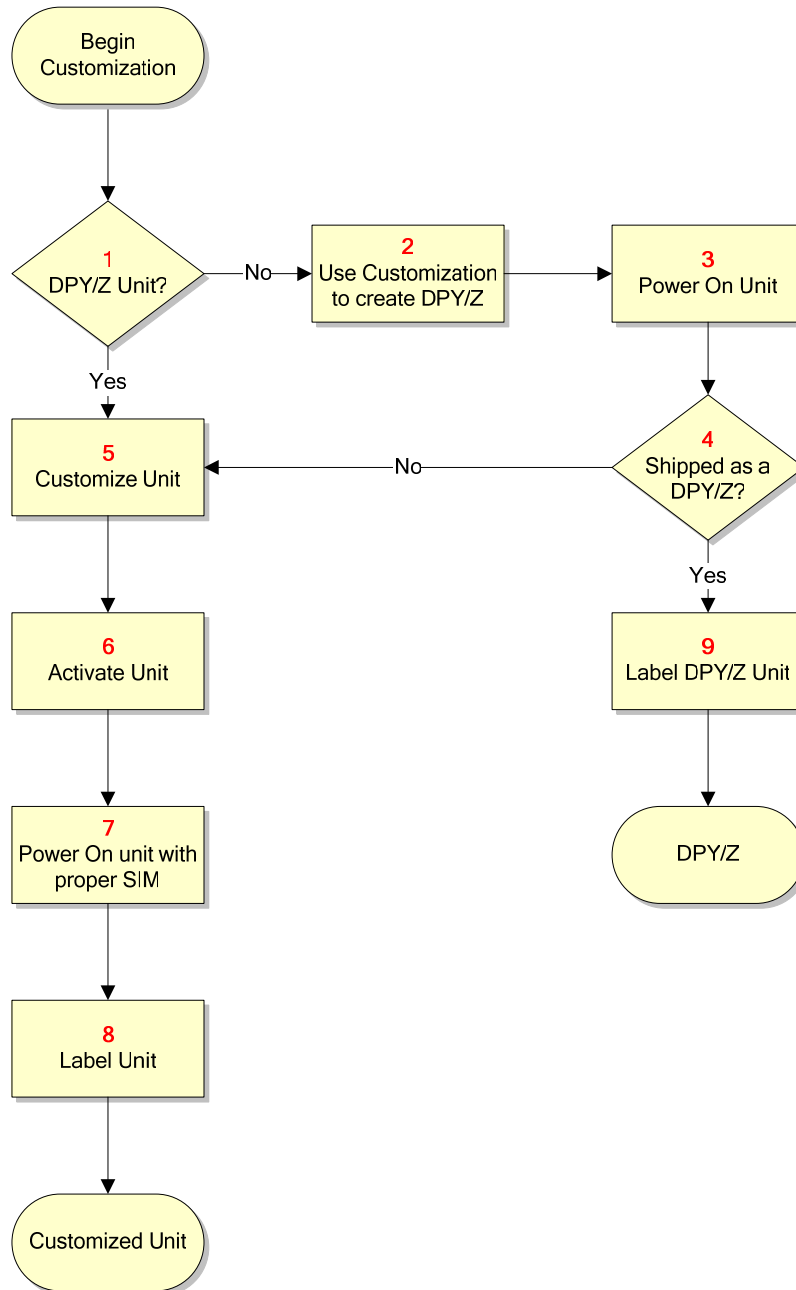 Begin
Customization
1
DPY/Z Unit?
No
2
Use Customization
to create DPY/Z
3
Power On Unit
Yes
5
Customize Unit
No
4
Shipped as a
DPY/Z?
Yes
6
Activate Unit
9
Label DPY/Z Unit
7
Power On unit with
proper SIM
DPY/Z
8
Label Unit
Customized Unit